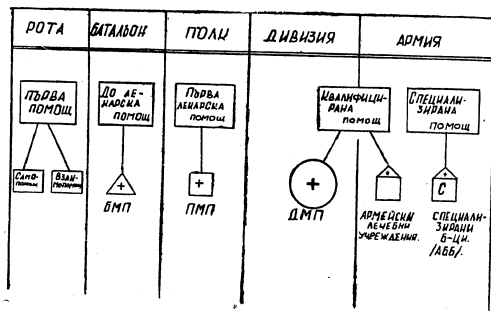 РОТА
БАТАЛЬОН
ПОЛК
ДИВИЗИЯ
АРМИЯ
ПЪРВА
ПОМОЩ
ДО ЛЕ-
КАРСКА
ПОМОЩ
ПЪРВА
ЛЕКАРСКА
ПОМОЩ
КВАЛИФИЦИ-
РАНА
ПОМОЩ
СПЕЦИАЛИ-
ЗИРАНА
ПОМОЩ
САМО-
ПОМОЩ
ВЗАИ-
МОПОМОЩ
БМП
ПМП
ДМП
АРМЕЙСКИ
ЛЕЧЕБНИ
УЧРЕЖДЕНИЯ.
С
СПЕЦИАЛИ-
ЗИРАНИ
Б-ЦИ.
/АББ/.